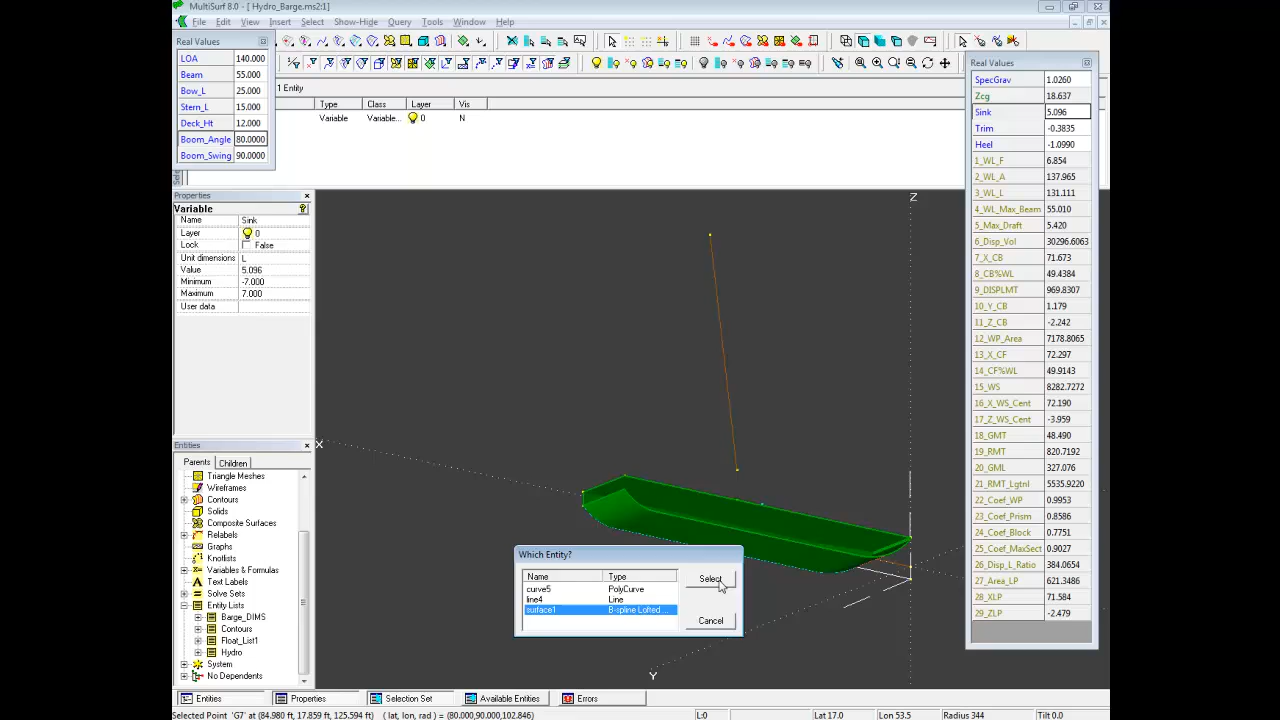 MultiSurf 8.0 - [ Hydro_Barge.ms2:1]
File Edit View Insert Select Show-Hide Query Tools Window Help
Real Values
LOA 140.000
Beam 55.000
Bow_L 25.000
Stern_L 15.000
Deck_Ht 12.000
Boom_Angle 80.0000
Boom_Swing 90.0000
1 Entity
Type Class Layer Vis
Variable Variable... 0 N
Properties
Variable
Name Sink
Layer 0
Lock False
Unit dimensions L
Value 5.096
Minimum -7.000
Maximum 7.000
User data
Entities
Parents Children
Triangle Meshes
Wireframes
Contours
Solids
Composite Surfaces
Relabels
Graphs
Knotlists
Variables & Formulas
Text Labels
Solve Sets
Entity Lists
Barge_DIMS
Contours
Float_List1
Hydro
System
No Dependents
Z
X
Y
Which Entity?
Name Type
curve5 PolyCurve
line4 Line
surface1 B-spline Lofted ...
Select
Cancel
Real Values
SpecGrav 1.0260
Zcg 18.637
Sink 5.096
Trim -0.3835
Heel -1.0990
1_WL_F 6.854
2_WL_A 137.965
3_WL_L 131.111
4_WL_Max_Beam 55.010
5_Max_Draft 5.420
6_Disp_Vol 30296.6063
7_X_CB 71.673
8_CB%WL 49.4384
9_DISPLMT 969.8307
10_Y_CB 1.179
11_Z_CB -2.242
12_WP_Area 7178.8065
13_X_CF 72.297
14_CF%WL 49.9143
15_WS 8282.7272
16_X_WS_Cent 72.190
17_Z_WS_Cent -3.959
18_GMT 48.490
19_RMT 820.7192
20_GML 327.076
21_RMT_Lgtnl 5535.9220
22_Coef_WP 0.9953
23_Coef_Prism 0.8586
24_Coef_Block 0.7751
25_Coef_MaxSect 0.9027
26_Disp_L_Ratio 384.0654
27_Area_LP 621.3486
28_XLP 71.584
29_ZLP -2.479
Entities Properties Selection Set Available Entities Errors
Selected Point 'G7' at (84.980 ft, 17.859 ft, 125.594 ft) ( lat, lon, rad ) = (80.000,90.000,102.846) L:0 Lat 17.0 Lon 53.5 Radius 344 Tilt 0.0